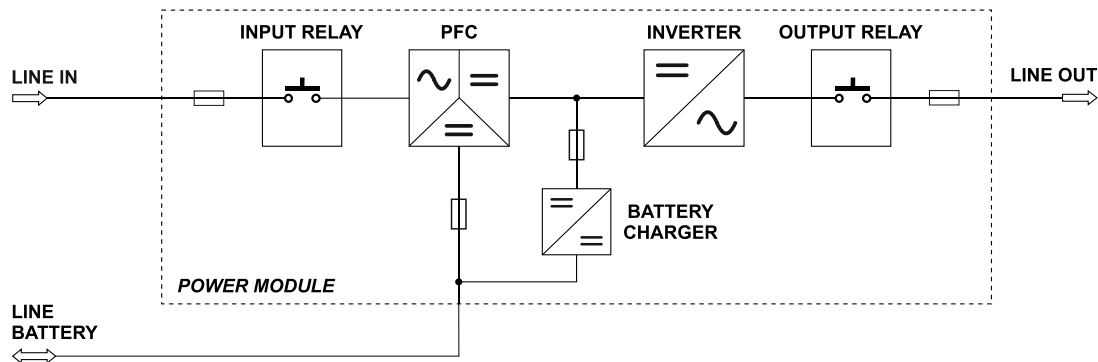 INPUT RELAY
PFC
INVERTER
OUTPUT RELAY
LINE IN
LINE OUT
BATTERY
CHARGER
POWER MODULE
LINE
BATTERY